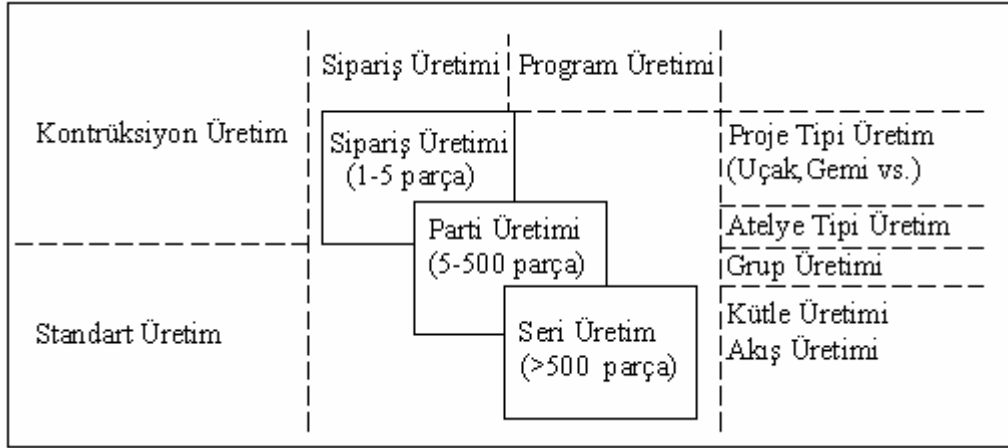 Sipariş Üretimi
Program Üretimi
Kontrüksiyon Üretim
Sipariş Üretimi
(1-5 parça)
Proje Tipi Üretim
(Uçak,Gemi vs.)
Parti Üretimi
(5-500 parça)
Atelye Tipi Üretim
Grup Üretimi
Standart Üretim
Seri Üretim
(>500 parça)
Kütle Üretimi
Akış Üretimi